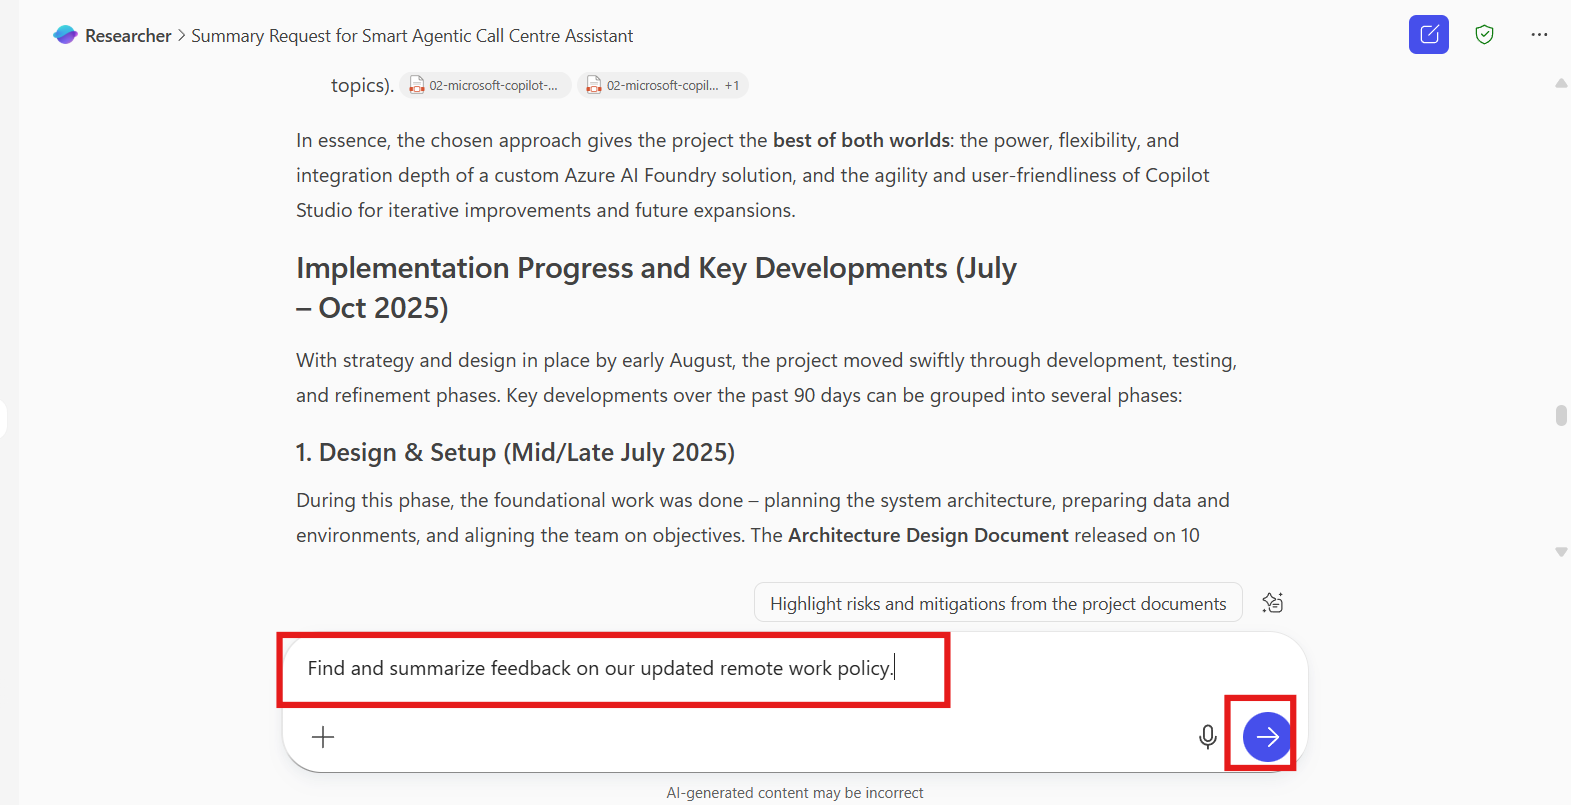 Researcher > Summary Request for Smart Agentic Call Centre Assistant
topics). 02-microsoft-copilot-... 02-microsoft-copil... +1
In essence, the chosen approach gives the project the best of both worlds: the power, flexibility, and
integration depth of a custom Azure AI Foundry solution, and the agility and user-friendliness of Copilot
Studio for iterative improvements and future expansions.
Implementation Progress and Key Developments (July
– Oct 2025)
With strategy and design in place by early August, the project moved swiftly through development, testing,
and refinement phases. Key developments over the past 90 days can be grouped into several phases:
1. Design & Setup (Mid/Late July 2025)
During this phase, the foundational work was done – planning the system architecture, preparing data and
environments, and aligning the team on objectives. The Architecture Design Document released on 10
Highlight risks and mitigations from the project documents
Find and summarize feedback on our updated remote work policy.
AI-generated content may be incorrect